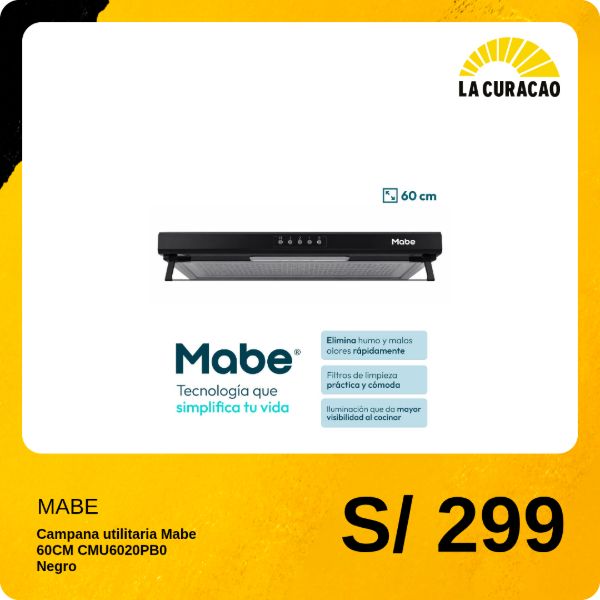 LA CURACAO
60 cm
Mabe
Mabe®
Tecnología que
simplifica tu vida
Elimina humo y malos
olores rápidamente
Filtros de limpieza
práctica y cómoda
Iluminación que da mayor
visibilidad al cocinar
MABE
Campana utilitaria Mabe
60CM CMU6020PB0
Negro
S/ 299